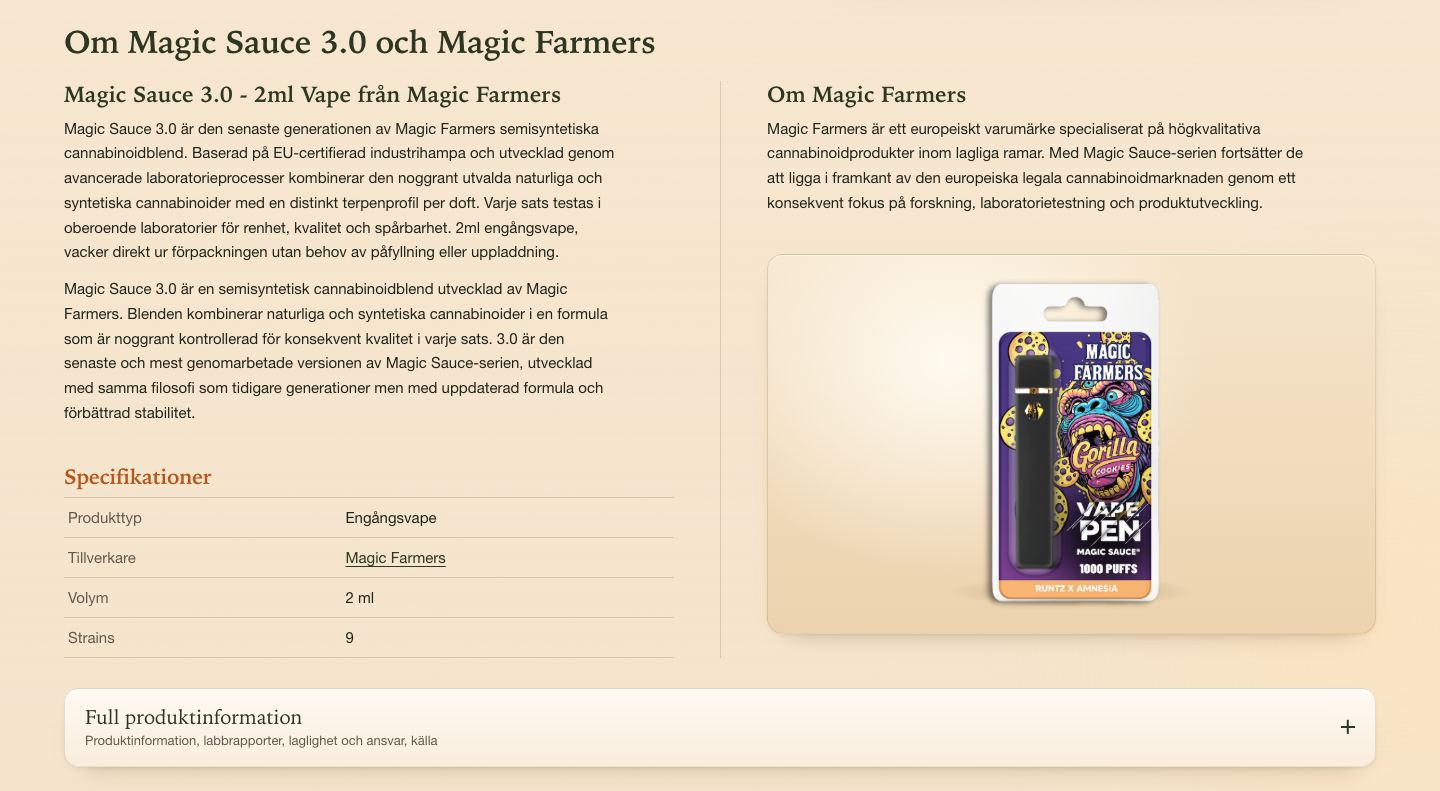 Om Magic Sauce 3.0 och Magic Farmers
Magic Sauce 3.0 - 2ml Vape från Magic Farmers
Magic Sauce 3.0 är den senaste generationen av Magic Farmers semisyntetiska
cannabinoidblend. Baserad på EU-certifierad industrihampa och utvecklad genom
avancerade laboratorieprocesser kombinerar den noggrant utvalda naturliga och
syntetiska cannabinoider med en distinkt terpenprofil per doft. Varje sats testas i
oberoende laboratorier för renhet, kvalitet och spårbarhet. 2ml engångsvape,
vacker direkt ur förpackningen utan behov av påfyllning eller uppladdning.
Magic Sauce 3.0 är en semisyntetisk cannabinoidblend utvecklad av Magic
Farmers. Blenden kombinerar naturliga och syntetiska cannabinoider i en formula
som är noggrant kontrollerad för konsekvent kvalitet i varje sats. 3.0 är den
senaste och mest genomarbetade versionen av Magic Sauce-serien, utvecklad
med samma filosofi som tidigare generationer men med uppdaterad formula och
förbättrad stabilitet.
Specifikationer
Produkttyp Engångsvape
Tillverkare Magic Farmers
Volym 2 ml
Strains 9
Om Magic Farmers
Magic Farmers är ett europeiskt varumärke specialiserat på högkvalitativa
cannabinoidprodukter inom lagliga ramar. Med Magic Sauce-serien fortsätter de
att ligga i framkant av den europeiska legala cannabinoidmarknaden genom ett
konsekvent fokus på forskning, laboratorietestning och produktutveckling.
MAGIC
FARMERS
Gorilla
COOKIES
VAPE
PEN
MAGIC SAUCE®
1000 PUFFS
RUNTZ X AMNESIA
Full produktinformation
Produktinformation, labbrapporter, laglighet och ansvar, källa
+